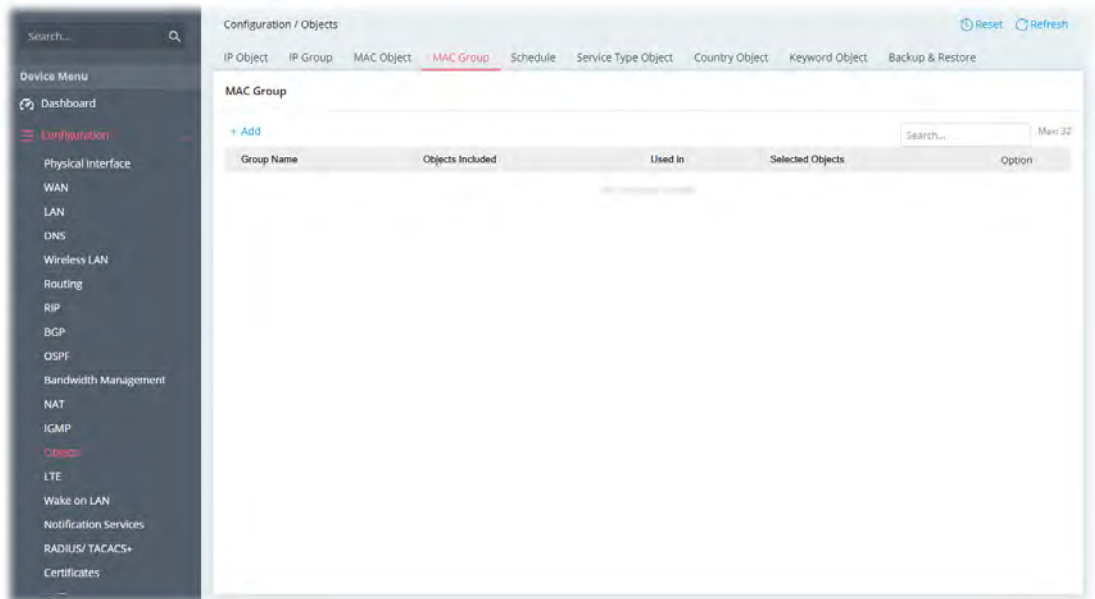 Search...
Device Menu
Dashboard
Configuration
Physical Interface
WAN
LAN
DNS
Wireless LAN
Routing
RIP
BGP
OSPF
Bandwidth Management
NAT
IGMP
Objects
LTE
Wake on LAN
Notification Services
RADIUS/ TACACS+
Certificates
Configuration / Objects
Reset Refresh
IP Object IP Group MAC Object MAC Group Schedule Service Type Object Country Object Keyword Object Backup & Restore
MAC Group
+ Add
Search... Max: 32
Group Name Objects Included Used in Selected Objects Option